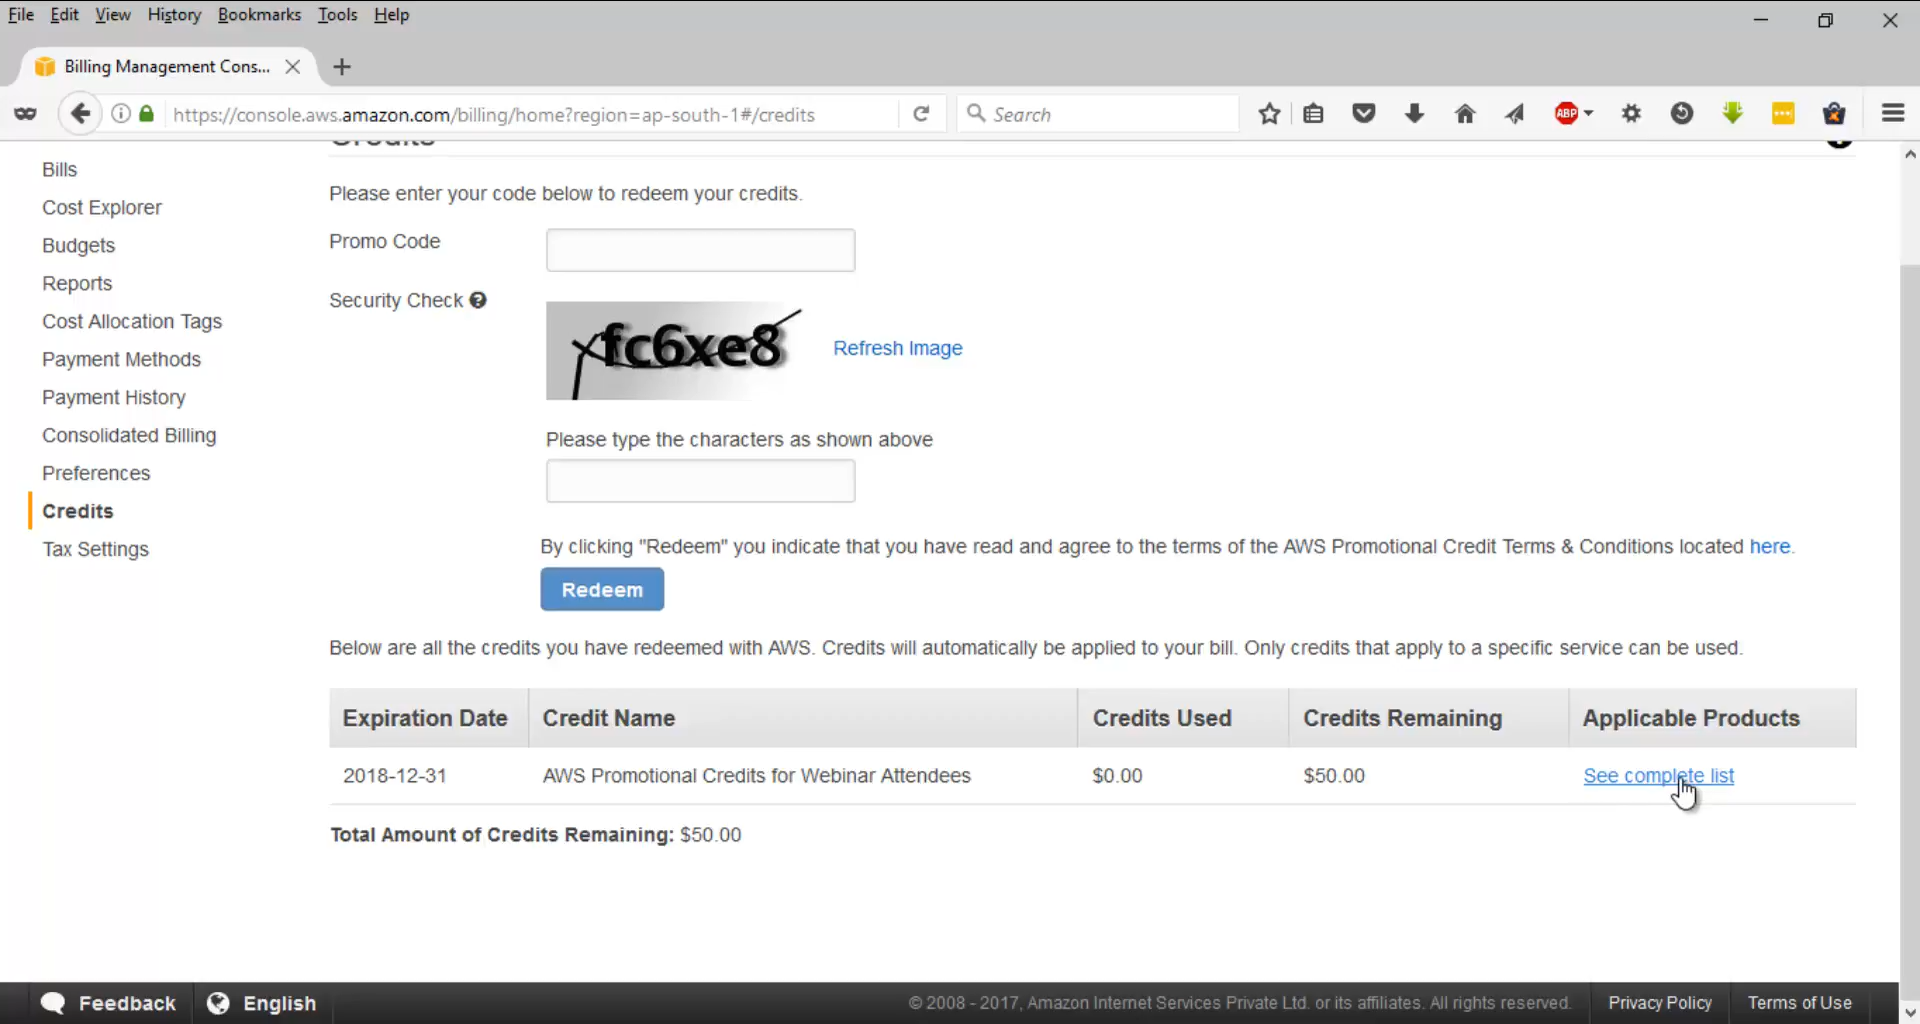 File Edit View History Bookmarks Tools Help
Billing Management Cons...
https://console.aws.amazon.com/billing/home?region=ap-south-1#/credits
Search
ABP
Credits
Bills
Cost Explorer
Budgets
Reports
Cost Allocation Tags
Payment Methods
Payment History
Consolidated Billing
Preferences
Credits
Tax Settings
Please enter your code below to redeem your credits.
Promo Code
Security Check
fc6xe8
Refresh Image
Please type the characters as shown above
By clicking "Redeem" you indicate that you have read and agree to the terms of the AWS Promotional Credit Terms & Conditions located here.
Redeem
Below are all the credits you have redeemed with AWS. Credits will automatically be applied to your bill. Only credits that apply to a specific service can be used.
Expiration Date Credit Name Credits Used Credits Remaining Applicable Products
2018-12-31 AWS Promotional Credits for Webinar Attendees $0.00 $50.00 See complete list
Total Amount of Credits Remaining: $50.00
Feedback English © 2008 - 2017, Amazon Internet Services Private Ltd. or its affiliates. All rights reserved. Privacy Policy Terms of Use